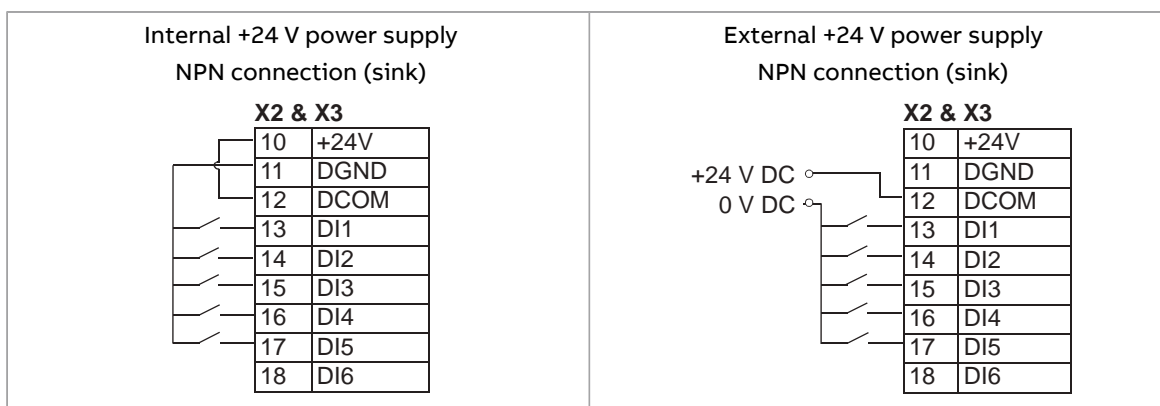 Internal +24 V power supply
NPN connection (sink)
X2 & X3
10 +24V
11 DGND
12 DCOM
13 DI1
14 DI2
15 DI3
16 DI4
17 DI5
18 DI6
External +24 V power supply
NPN connection (sink)
X2 & X3
10 +24V
+24 V DC 11 DGND
0 V DC 12 DCOM
13 DI1
14 DI2
15 DI3
16 DI4
17 DI5
18 DI6